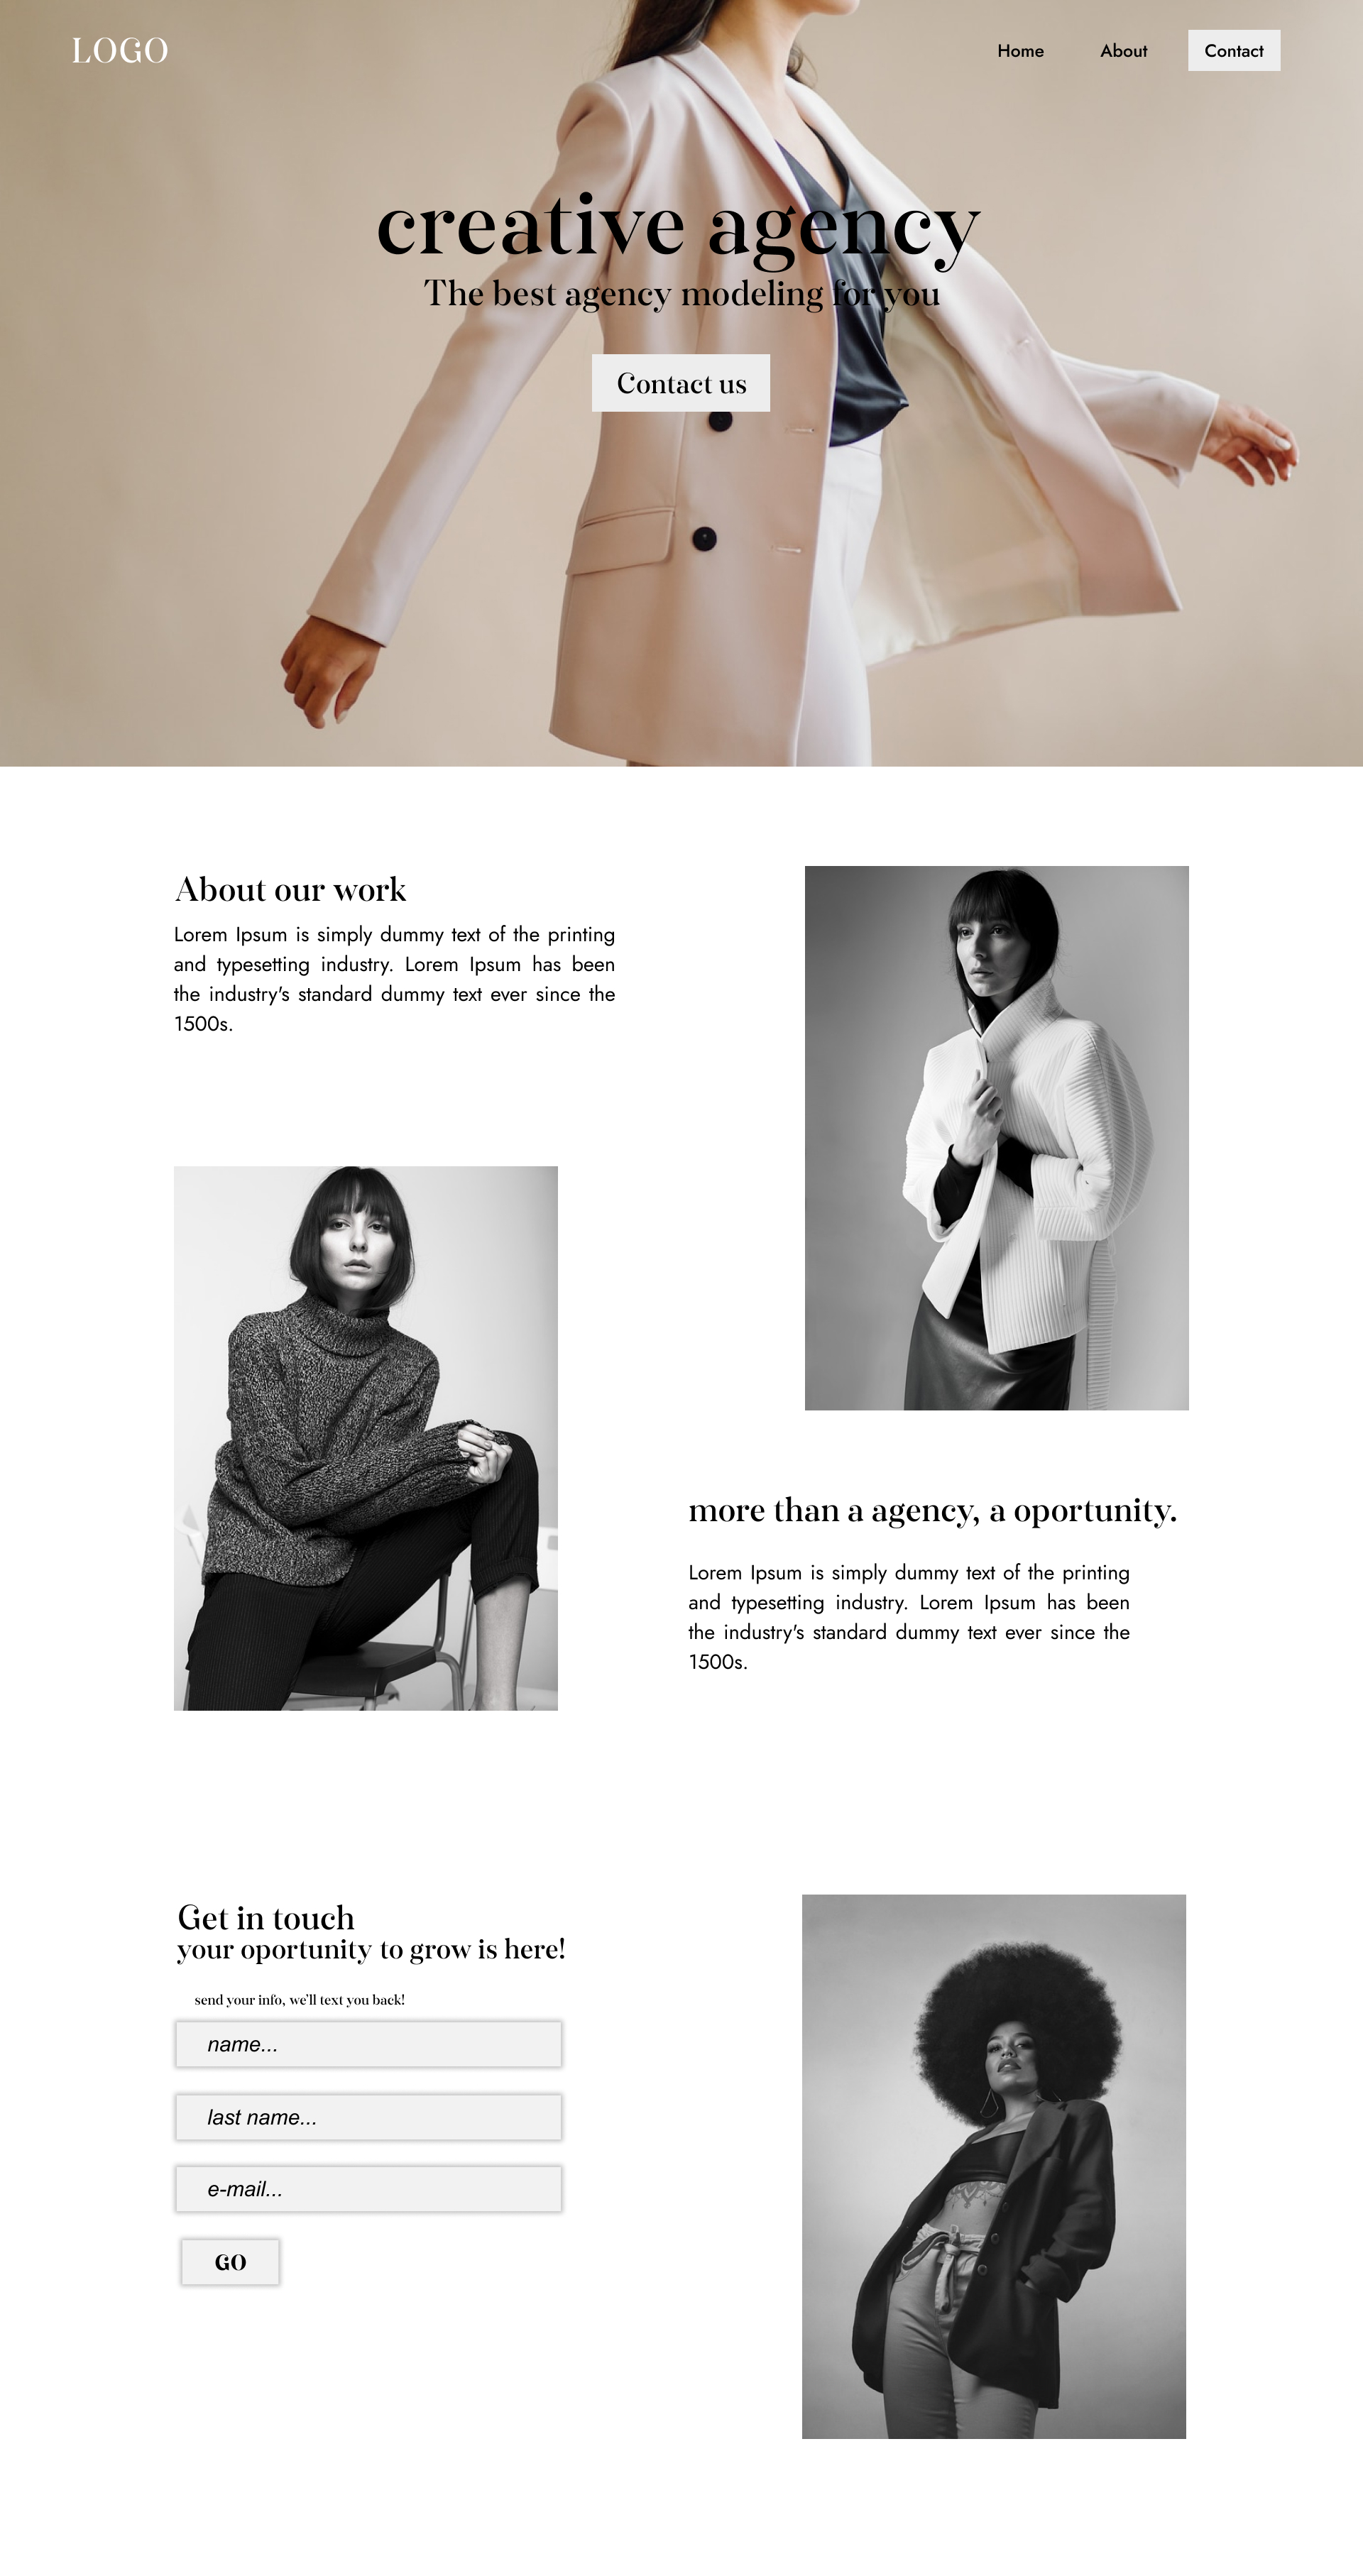 LOGO
Home
About
Contact
creative agency
The best agency modeling for you
Contact us
About our work
Lorem Ipsum is simply dummy text of the printing
and typesetting industry. Lorem Ipsum has been
the industry's standard dummy text ever since the
1500s.
more than a agency, a oportunity.
Lorem Ipsum is simply dummy text of the printing
and typesetting industry. Lorem Ipsum has been
the industry's standard dummy text ever since the
1500s.
Get in touch
your oportunity to grow is here!
send your info, we'll text you back!
name...
last name...
e-mail...
GO